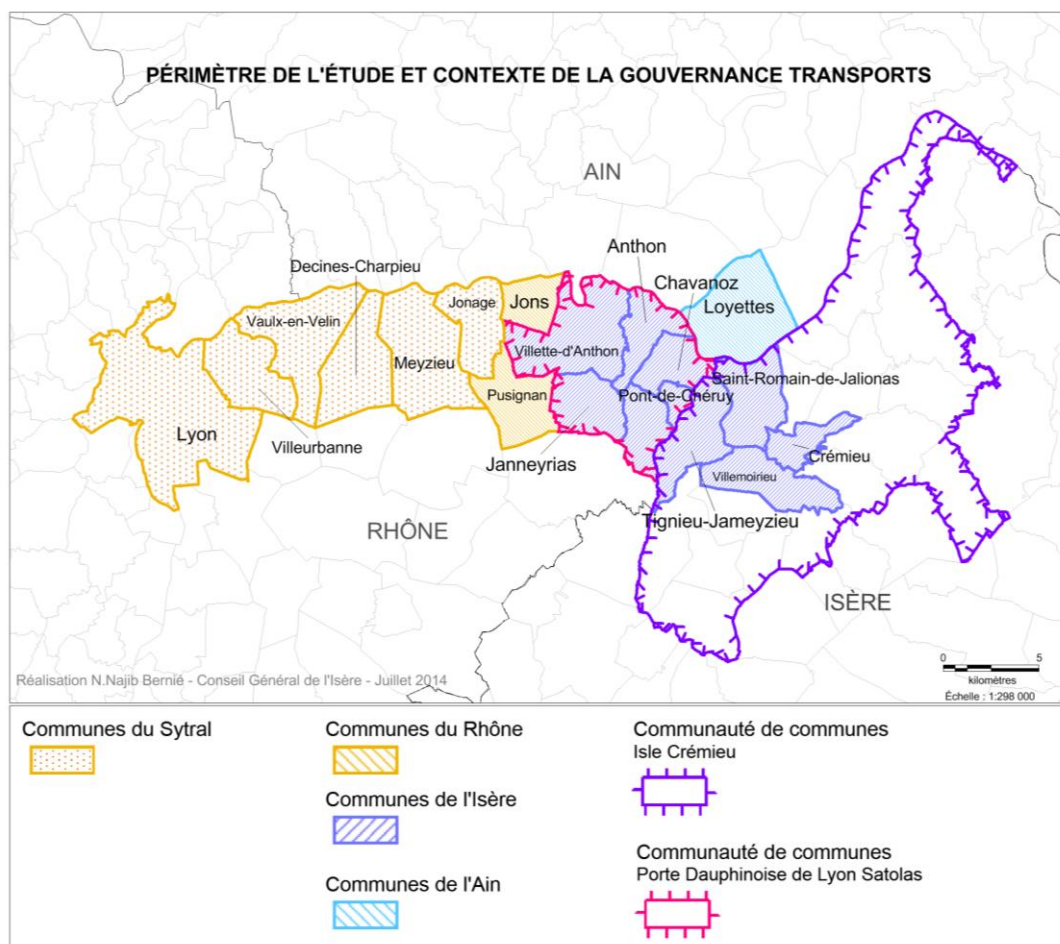 PÉRIMÈTRE DE L'ÉTUDE ET CONTEXTE DE LA GOUVERNANCE TRANSPORTS
AIN
Anthon
Decines-Charpieu
Chavanoz
Jonage
Jons
Loyettes
Vaulx-en-Velin
Villette-d'Anthon
Meyzieu
Saint-Romain-de-Jalionas
Pusignan
Pont-de-Chéruy
Lyon
Villeurbanne
Janneyrias
Crémieu
Villemoirieu
Tignieu-Jameyzieu
RHÔNE
ISÈRE
0 5
kilomètres
Échelle : 1:298 000
Réalisation N.Najib Bernié - Conseil Général de l'Isère - Juillet 2014
Communes du Sytral
Communes du Rhône
Communes de l'Isère
Communes de l'Ain
Communauté de communes
Isle Crémieu
Communauté de communes
Porte Dauphinoise de Lyon Satolas